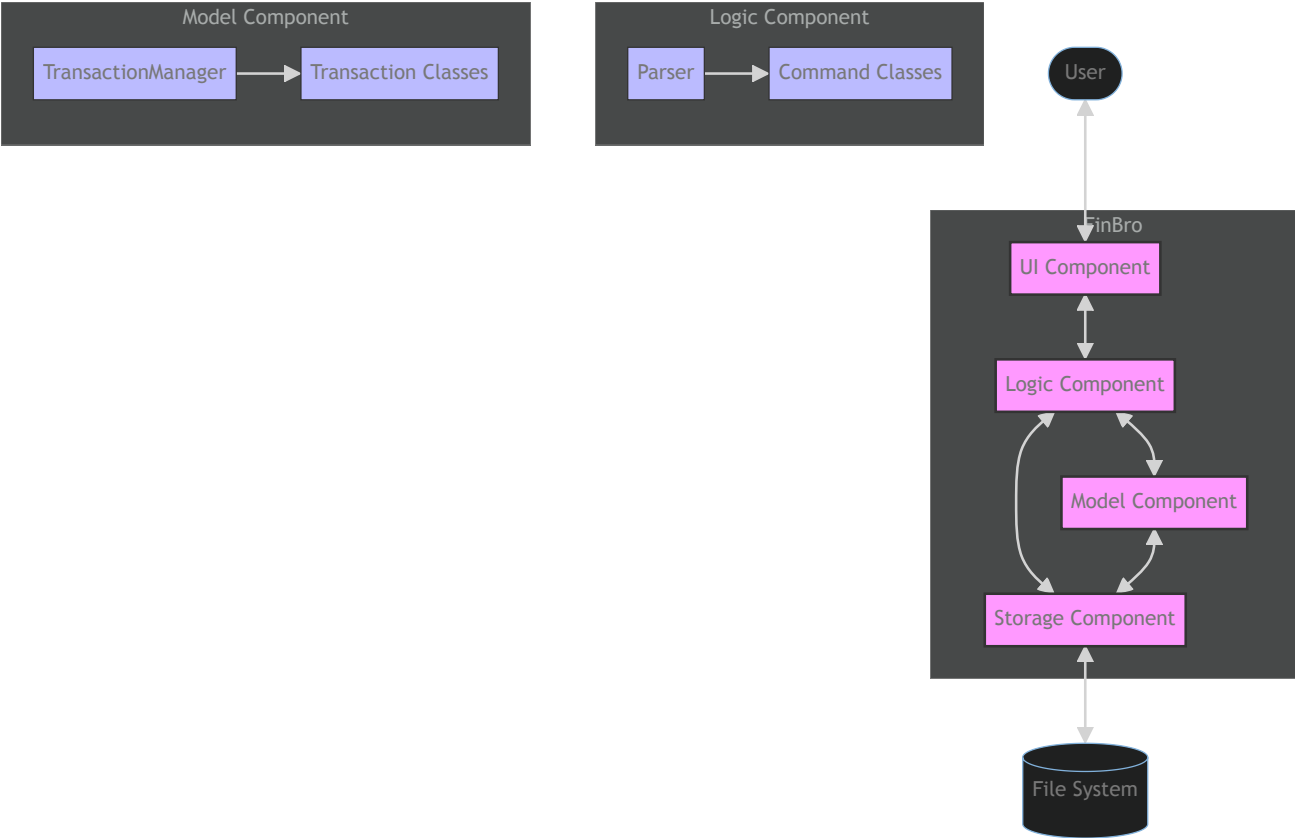 Model Component
TransactionManager
Transaction Classes
Logic Component
Parser
Command Classes
User
FinBro
UI Component
Logic Component
Model Component
Storage Component
File System